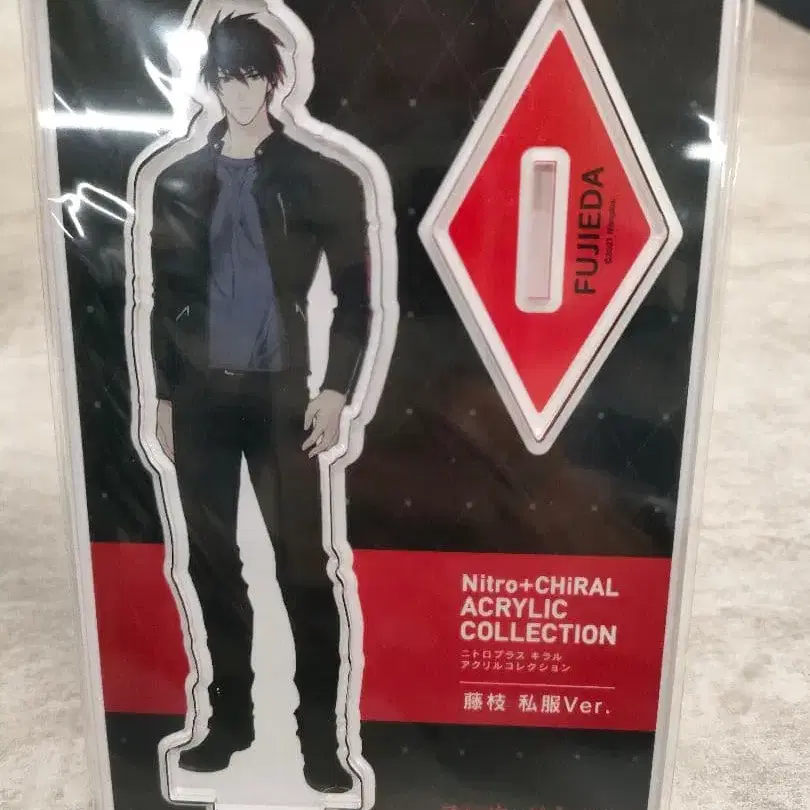 FUJIEDA
Nitro+CHiRAL
ACRYLIC
COLLECTION
ニトロプラス キラル
アクリルコレクション
藤枝 私服Ver.